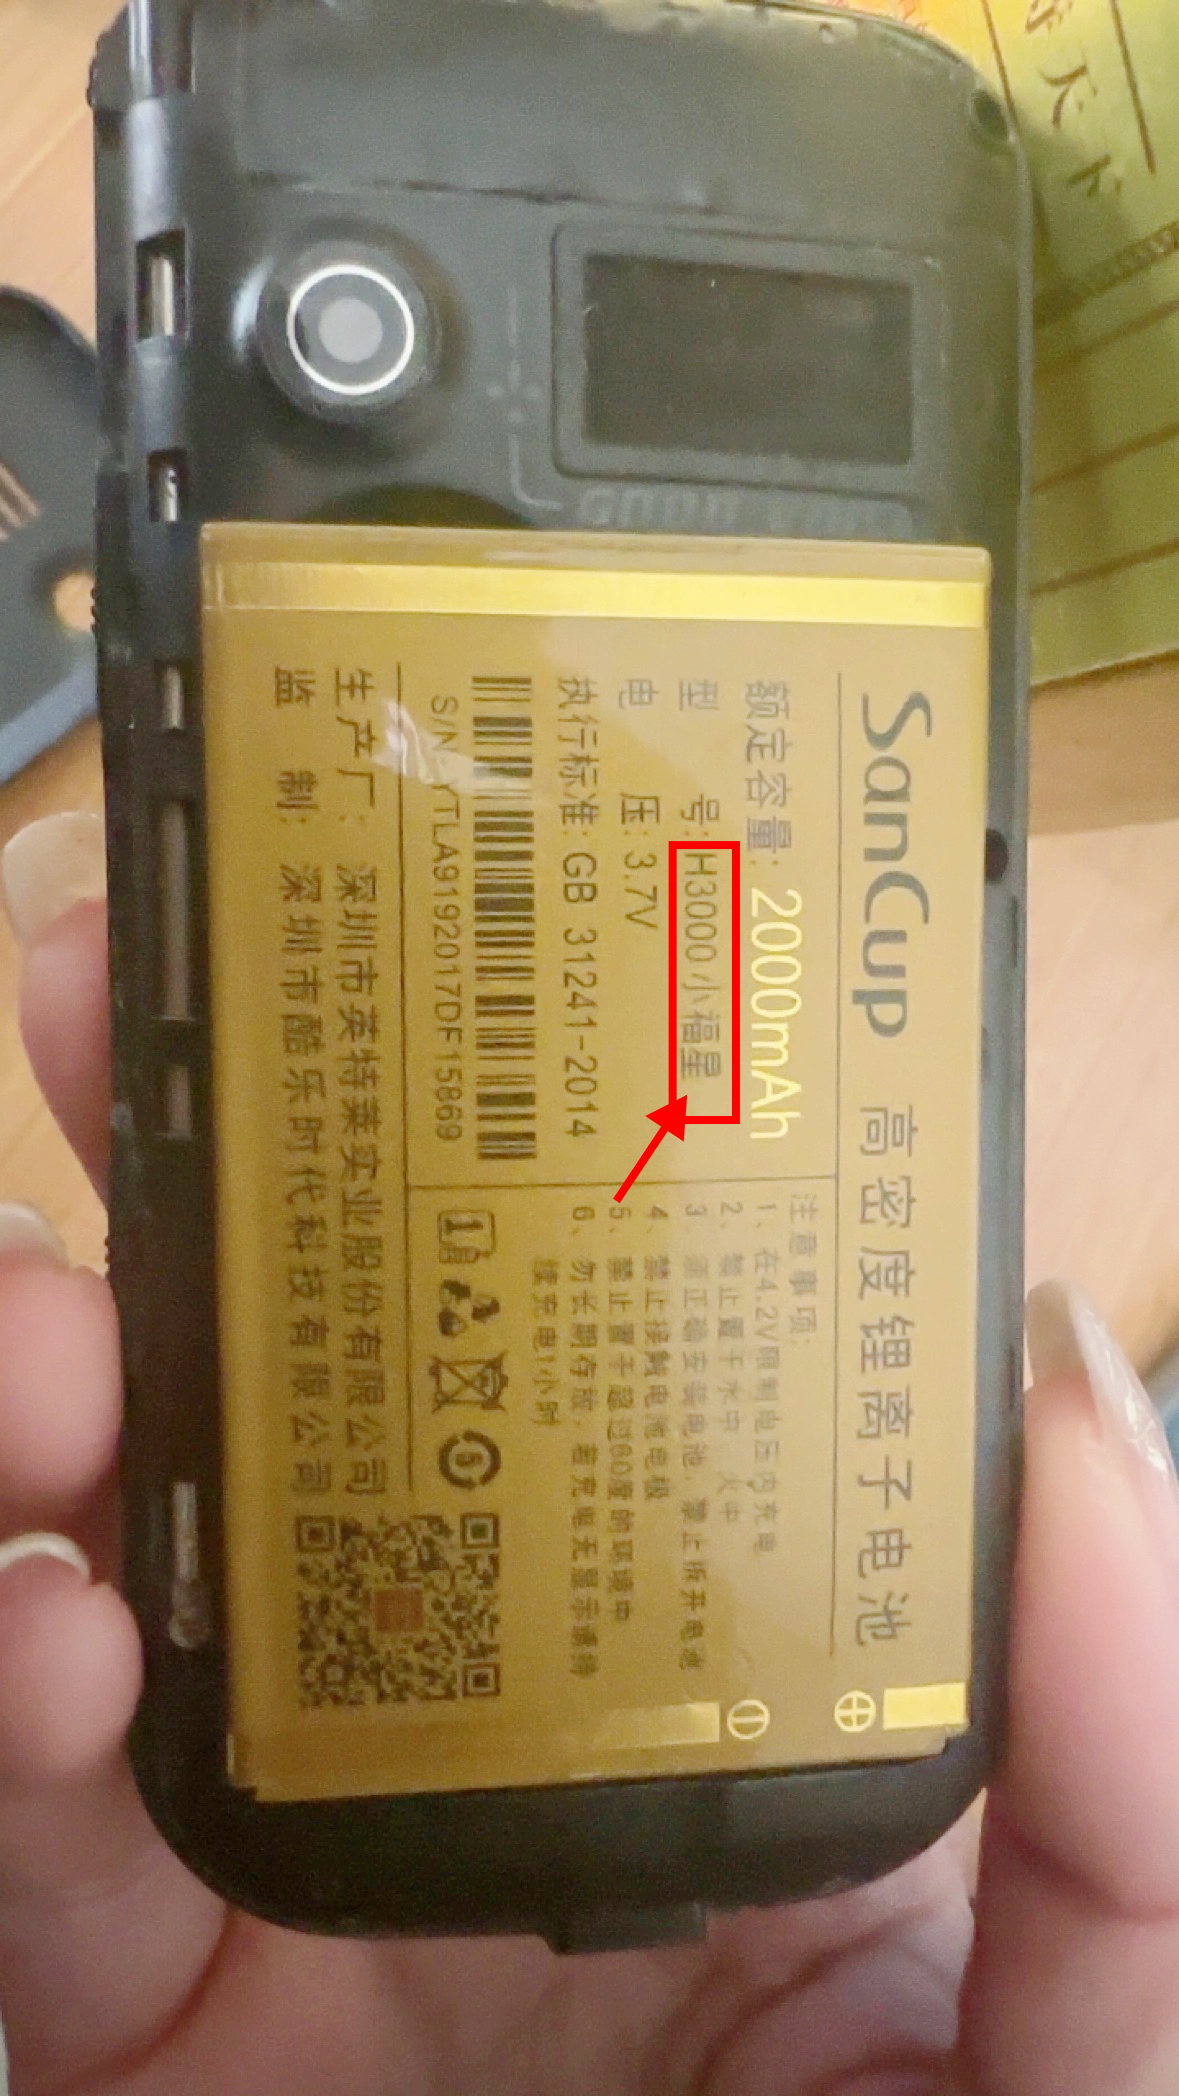 SanCup 高密度锂离子电池
额定容量: 2000mAh
型 号: H3000 小福星
电 压: 3.7V
执行标准: GB 31241-2014
S/N YTLA9192017DF15869
生产厂: 深圳市英特莱实业股份有限公司
监 制: 深圳市酷乐时代科技有限公司
注意事项:
1、在4.2V限制电压内充电
2、禁止置于水中、火中
3、须正确安装电池,禁止拆开电池
4、禁止接触电池电极
5、禁止置于超过60度的环境中
6、勿长期存放,若充电无显示请持
续充电1小时